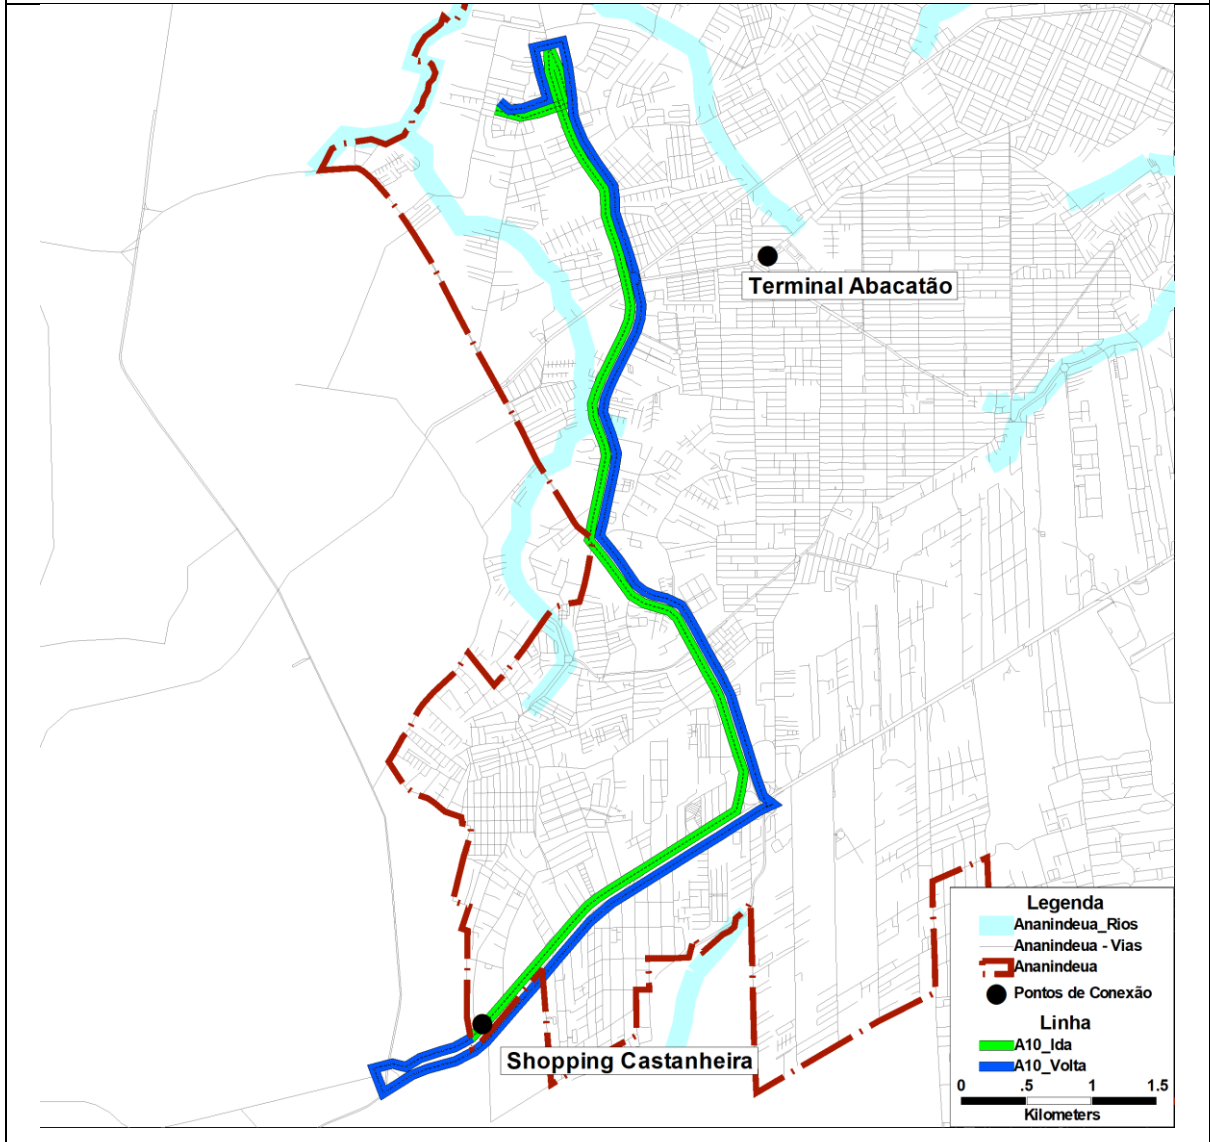 Terminal Abacatão
Shopping Castanheira
Legenda
Ananindeua_Rios
Ananindeua - Vias
Ananindeua
Pontos de Conexão
Linha
A10_Ida
A10_Volta
0 .5 1 1.5
Kilometers